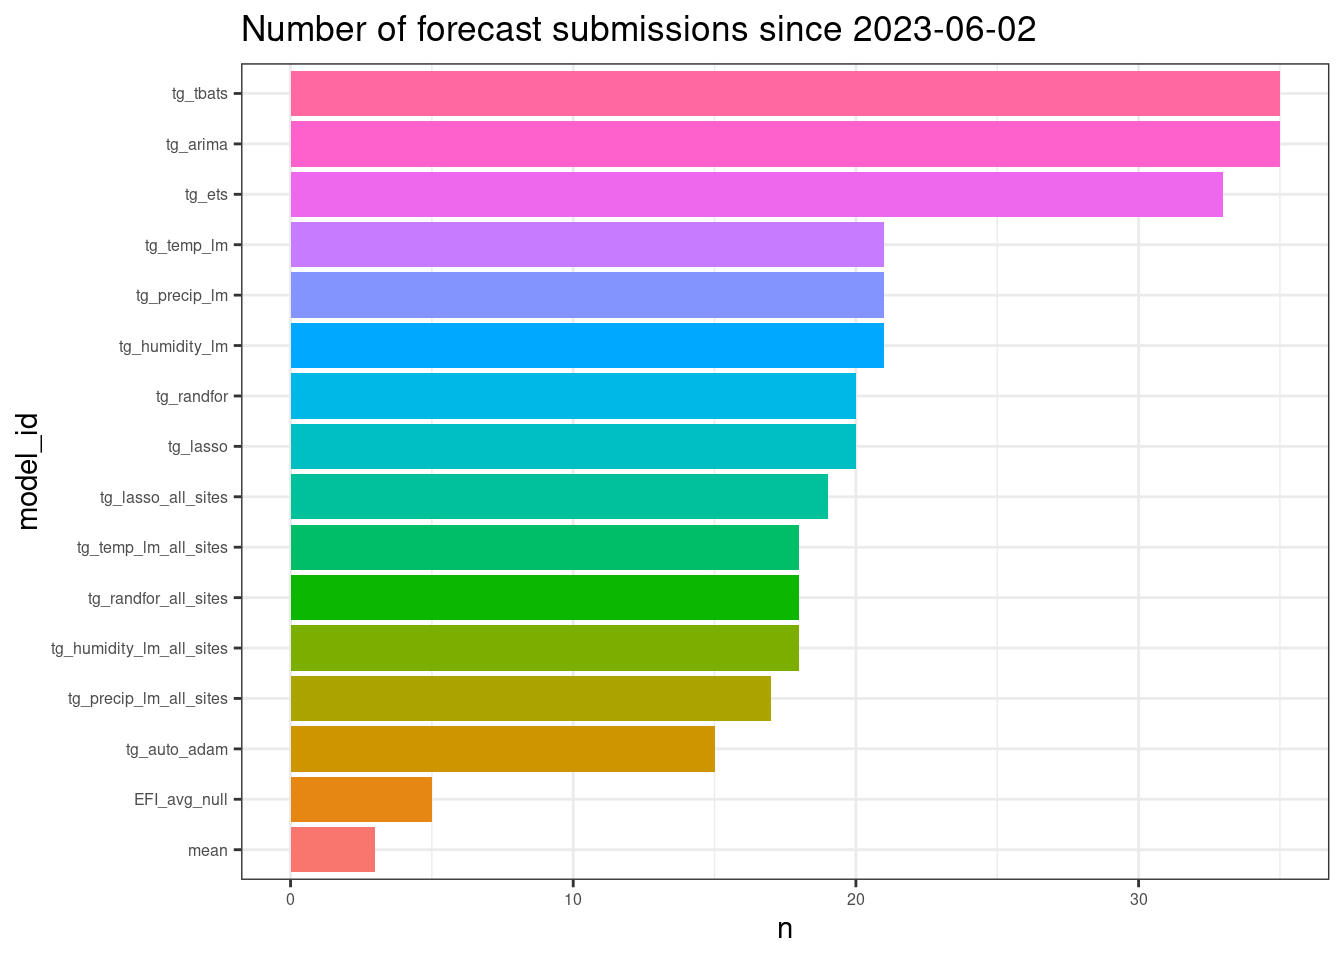 Number of forecast submissions since 2023-06-02
tg_tbats
tg_arima
tg_ets
tg_temp_lm
tg_precip_lm
tg_humidity_lm
tg_randfor
tg_lasso
tg_lasso_all_sites
tg_temp_lm_all_sites
tg_randfor_all_sites
tg_humidity_lm_all_sites
tg_precip_lm_all_sites
tg_auto_adam
EFI_avg_null
mean
model_id
0 10 20 30
n